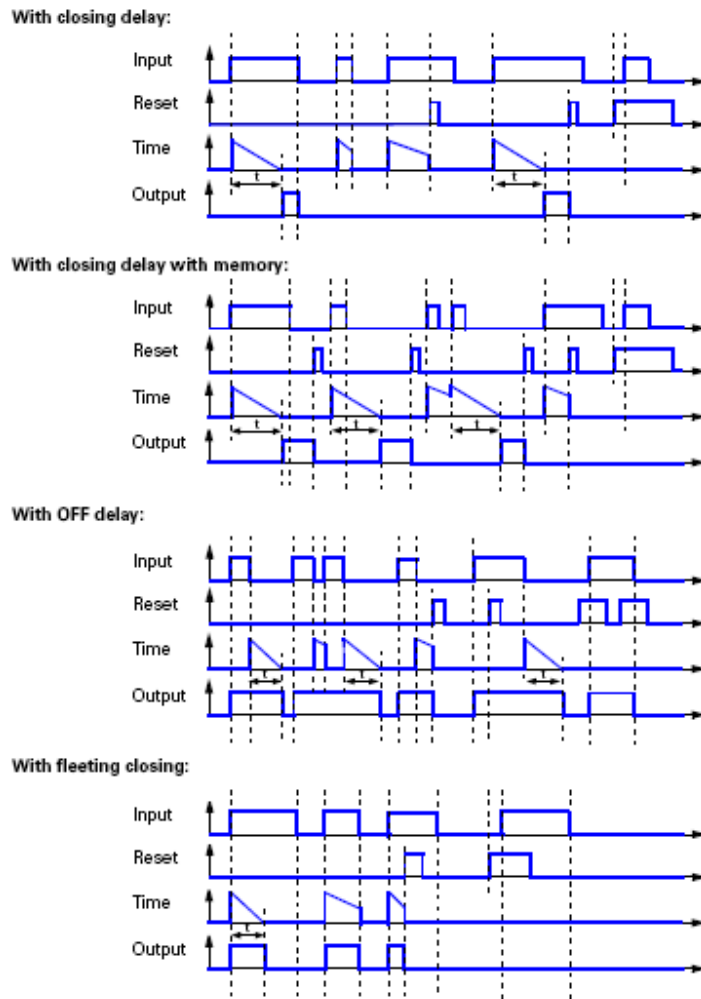 With closing delay:
Input
Reset
Time
t
t
Output
With closing delay with memory:
Input
Reset
Time
t
t
t
Output
With OFF delay:
Input
Reset
Time
t
t
t
Output
With fleeting closing:
Input
Reset
Time
t
Output